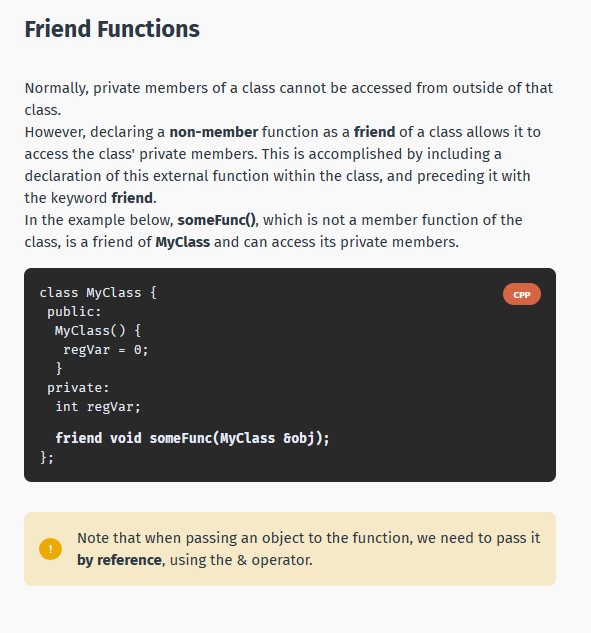 Friend Functions
Normally, private members of a class cannot be accessed from outside of that
class.
However, declaring a non-member function as a friend of a class allows it to
access the class' private members. This is accomplished by including a
declaration of this external function within the class, and preceding it with
the keyword friend.
In the example below, someFunc(), which is not a member function of the
class, is a friend of MyClass and can access its private members.
class MyClass {
CPP
public:
MyClass() {
regVar = 0;
}
private:
int regVar;
friend void someFunc(MyClass &obj);
};
! Note that when passing an object to the function, we need to pass it
by reference, using the & operator.